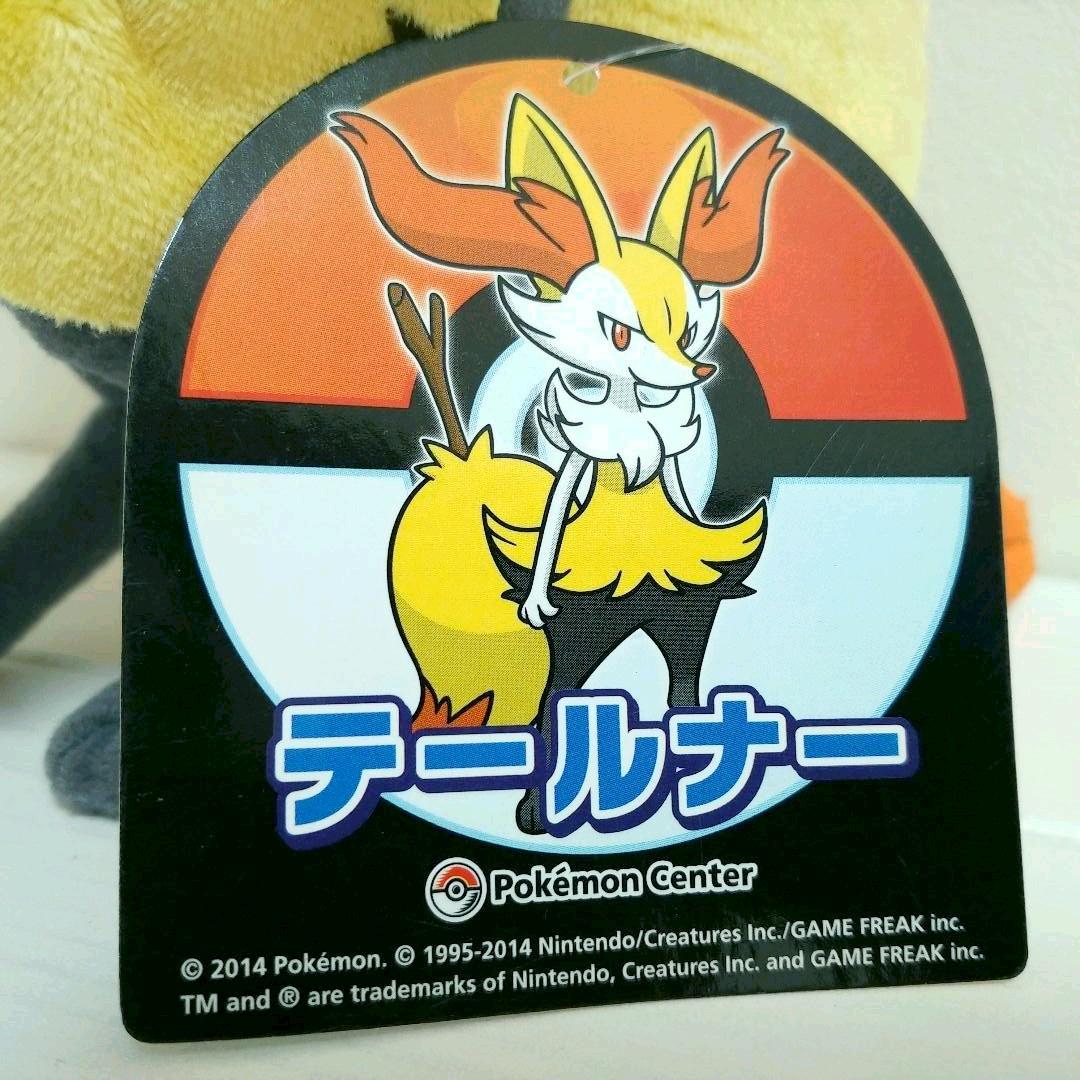 テールナー
Pokémon Center
© 2014 Pokémon. © 1995-2014 Nintendo/Creatures Inc./GAME FREAK inc.
TM and ® are trademarks of Nintendo, Creatures Inc. and GAME FREAK inc.